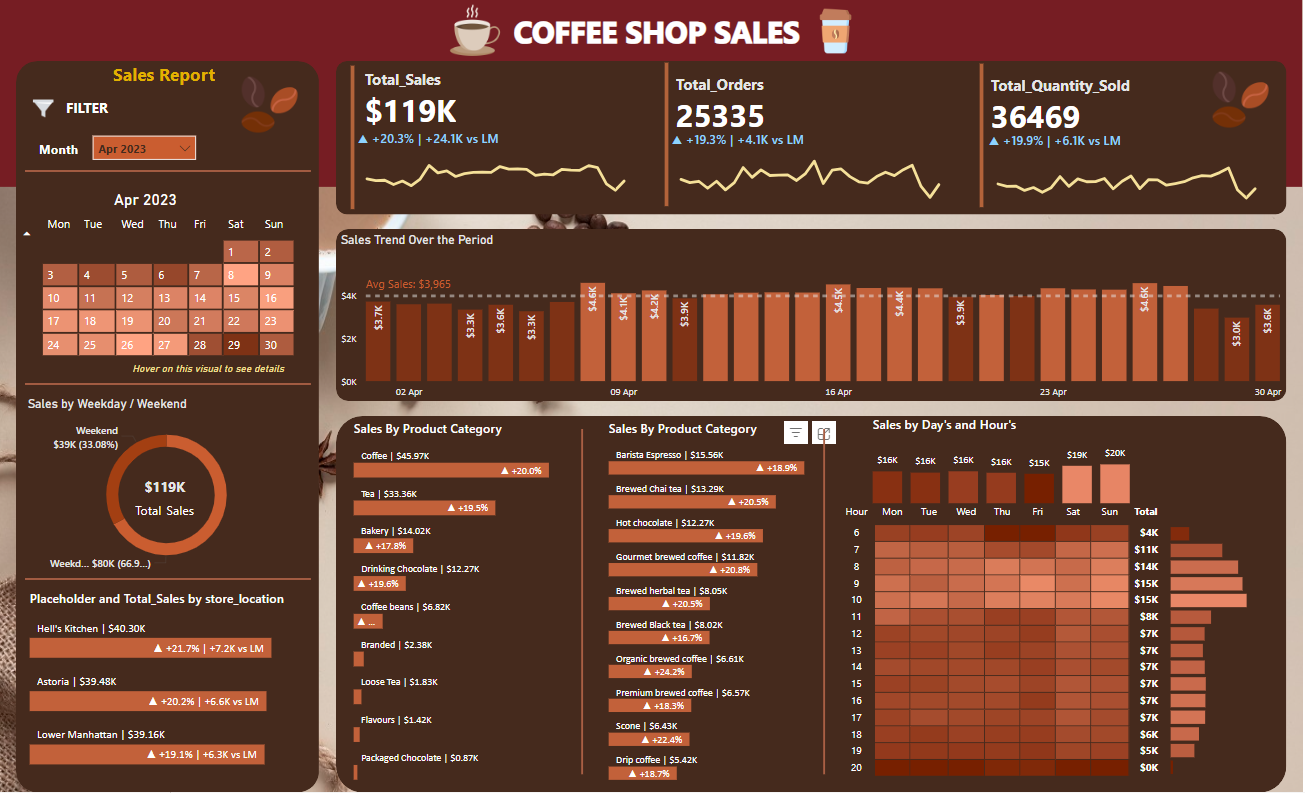 COFFEE SHOP SALES
Sales Report
FILTER
Month
Apr 2023
Apr 2023
Mon Tue Wed Thu Fri Sat Sun
1 2
3 4 5 6 7 8 9
10 11 12 13 14 15 16
17 18 19 20 21 22 23
24 25 26 27 28 29 30
Hover on this visual to see details
Sales by Weekday / Weekend
Weekend
$39K (33.08%)
$119K
Total Sales
Weekd... $80K (66.9...)
Placeholder and Total_Sales by store_location
Hell's Kitchen | $40.30K
▲ +21.7% | +7.2K vs LM
Astoria | $39.48K
▲ +20.2% | +6.6K vs LM
Lower Manhattan | $39.16K
▲ +19.1% | +6.3K vs LM
Total_Sales
$119K
▲ +20.3% | +24.1K vs LM
Total_Orders
25335
▲ +19.3% | +4.1K vs LM
Total_Quantity_Sold
36469
▲ +19.9% | +6.1K vs LM
Sales Trend Over the Period
Avg Sales: $3,965
$4K
$2K
$0K
$3.7K
$3.3K
$3.6K
$3.3K
$4.6K
$4.1K
$4.2K
$3.9K
$4.5K
$4.4K
$3.9K
$4.6K
$3.0K
$3.6K
02 Apr
09 Apr
16 Apr
23 Apr
30 Apr
Sales By Product Category
Coffee | $45.97K
▲ +20.0%
Tea | $33.36K
▲ +19.5%
Bakery | $14.02K
▲ +17.8%
Drinking Chocolate | $12.27K
▲ +19.6%
Coffee beans | $6.82K
▲ ...
Branded | $2.38K
Loose Tea | $1.83K
Flavours | $1.42K
Packaged Chocolate | $0.87K
Sales By Product Category
Barista Espresso | $15.56K
▲ +18.9%
Brewed Chai tea | $13.29K
▲ +20.5%
Hot chocolate | $12.27K
▲ +19.6%
Gourmet brewed coffee | $11.82K
▲ +20.8%
Brewed herbal tea | $8.05K
▲ +20.5%
Brewed Black tea | $8.02K
▲ +16.7%
Organic brewed coffee | $6.61K
▲ +24.2%
Premium brewed coffee | $6.57K
▲ +18.3%
Scone | $6.43K
▲ +22.4%
Drip coffee | $5.42K
▲ +18.7%
Sales by Day's and Hour's
$16K $16K $16K $16K $15K $19K $20K
Hour Mon Tue Wed Thu Fri Sat Sun Total
6 $4K
7 $11K
8 $14K
9 $15K
10 $15K
11 $8K
12 $7K
13 $7K
14 $7K
15 $7K
16 $7K
17 $7K
18 $6K
19 $5K
20 $0K